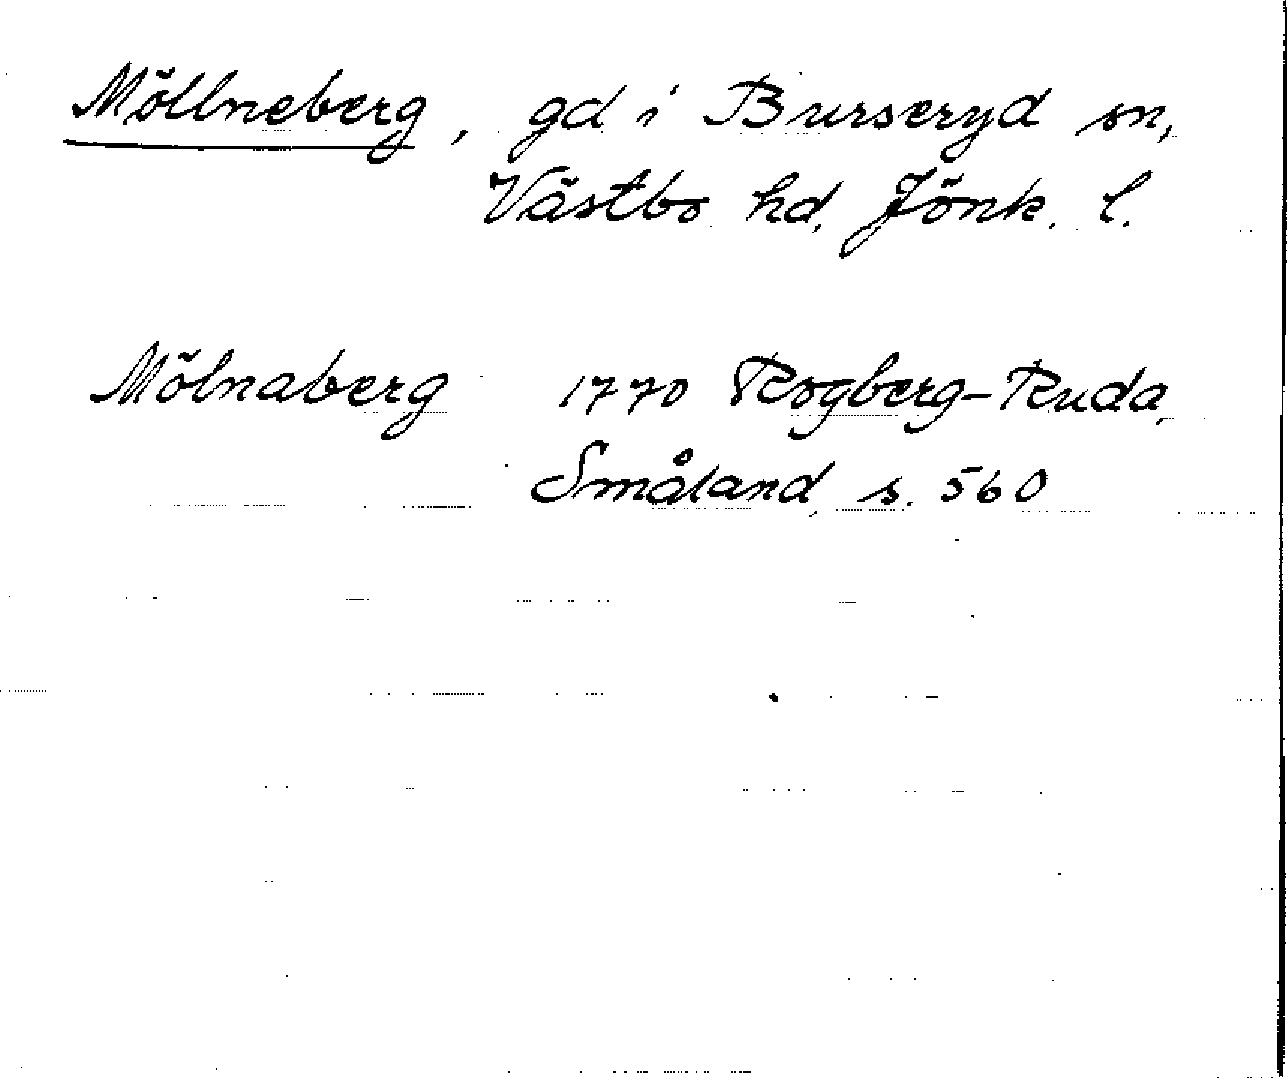 Möllneberg, gd i Burseryd sn,
Västbo hd, Jönk. l.
Mölnaberg 1770 Rogberg-Ruda,
Småland, s. 560